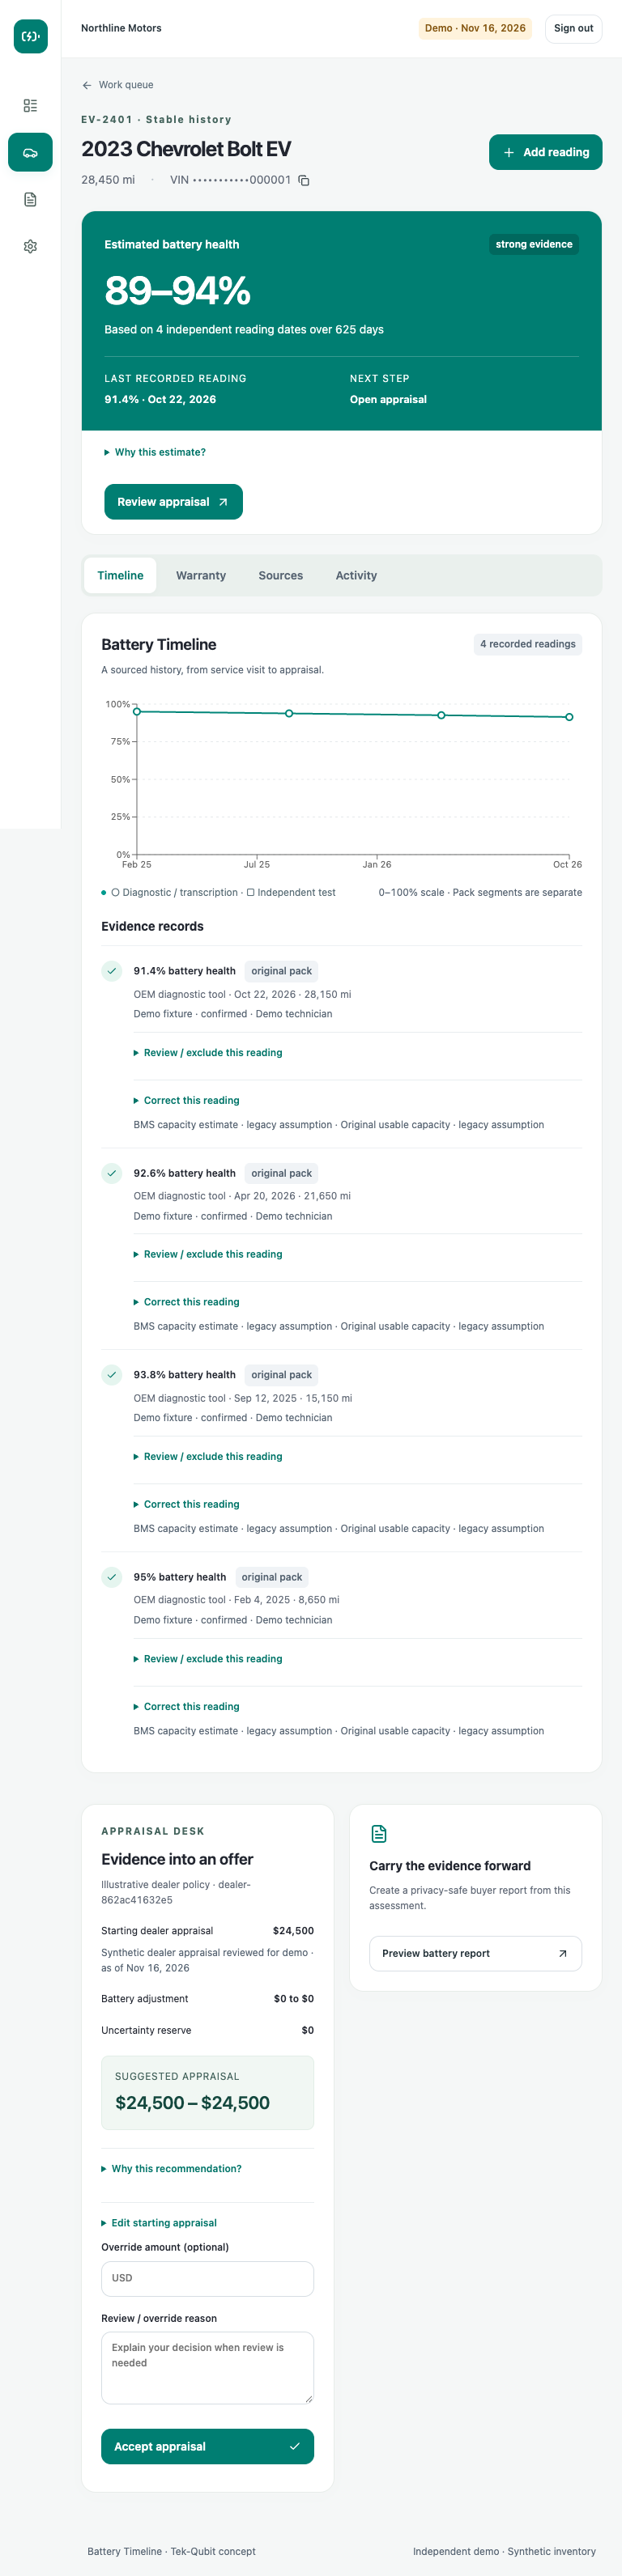 Northline Motors
Demo · Nov 16, 2026
Sign out
Work queue
EV-2401 · Stable history
2023 Chevrolet Bolt EV
Add reading
28,450 mi · VIN •••••••••••000001
Estimated battery health
strong evidence
89–94%
Based on 4 independent reading dates over 625 days
LAST RECORDED READING
91.4% · Oct 22, 2026
NEXT STEP
Open appraisal
Why this estimate?
Review appraisal
Timeline
Warranty
Sources
Activity
Battery Timeline
4 recorded readings
A sourced history, from service visit to appraisal.
100%
75%
50%
25%
0%
Feb 25
Jul 25
Jan 26
Oct 26
Diagnostic / transcription · Independent test
0–100% scale · Pack segments are separate
Evidence records
91.4% battery health
original pack
OEM diagnostic tool · Oct 22, 2026 · 28,150 mi
Demo fixture · confirmed · Demo technician
Review / exclude this reading
Correct this reading
BMS capacity estimate · legacy assumption · Original usable capacity · legacy assumption
92.6% battery health
original pack
OEM diagnostic tool · Apr 20, 2026 · 21,650 mi
Demo fixture · confirmed · Demo technician
Review / exclude this reading
Correct this reading
BMS capacity estimate · legacy assumption · Original usable capacity · legacy assumption
93.8% battery health
original pack
OEM diagnostic tool · Sep 12, 2025 · 15,150 mi
Demo fixture · confirmed · Demo technician
Review / exclude this reading
Correct this reading
BMS capacity estimate · legacy assumption · Original usable capacity · legacy assumption
95% battery health
original pack
OEM diagnostic tool · Feb 4, 2025 · 8,650 mi
Demo fixture · confirmed · Demo technician
Review / exclude this reading
Correct this reading
BMS capacity estimate · legacy assumption · Original usable capacity · legacy assumption
APPRAISAL DESK
Evidence into an offer
Illustrative dealer policy · dealer-
862ac41632e5
Starting dealer appraisal
$24,500
Synthetic dealer appraisal reviewed for demo ·
as of Nov 16, 2026
Battery adjustment
$0 to $0
Uncertainty reserve
$0
SUGGESTED APPRAISAL
$24,500 – $24,500
Why this recommendation?
Edit starting appraisal
Override amount (optional)
USD
Review / override reason
Explain your decision when review is
needed
Accept appraisal
Carry the evidence forward
Create a privacy-safe buyer report from this
assessment.
Preview battery report
Battery Timeline · Tek-Qubit concept
Independent demo · Synthetic inventory